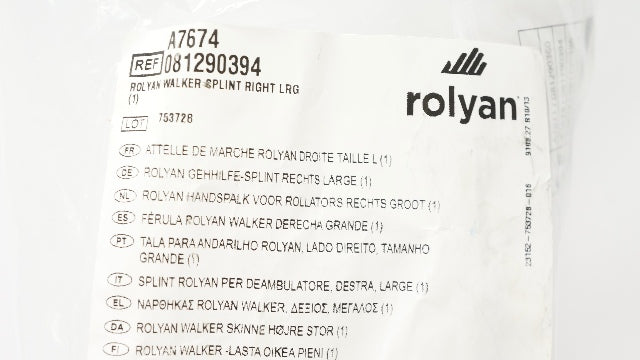 A7674
REF 081290394
ROLYAN WALKER SPLINT RIGHT LRG
(1)
LOT 753728
rolyan
FR ATTELLE DE MARCHE ROLYAN DROITE TAILLE L (1)
DE ROLYAN GEHHILFE-SPLINT RECHTS LARGE (1)
NL ROLYAN HANDSPALK VOOR ROLLATORS RECHTS GROOT (1)
ES FÉRULA ROLYAN WALKER DERECHA GRANDE (1)
PT TALA PARA ANDARILHO ROLYAN, LADO DIREITO, TAMANHO
GRANDE (1)
IT SPLINT ROLYAN PER DEAMBULATORE, DESTRA, LARGE (1)
EL ΝΑΡΘΗΚΑΣ ROLYAN WALKER, ΔΕΞΙΟΣ, ΜΕΓΑΛΟΣ (1)
DA ROLYAN WALKER SKINNE HØJRE STOR (1)
FI ROLYAN WALKER -LASTA OIKEA PIENI (1)